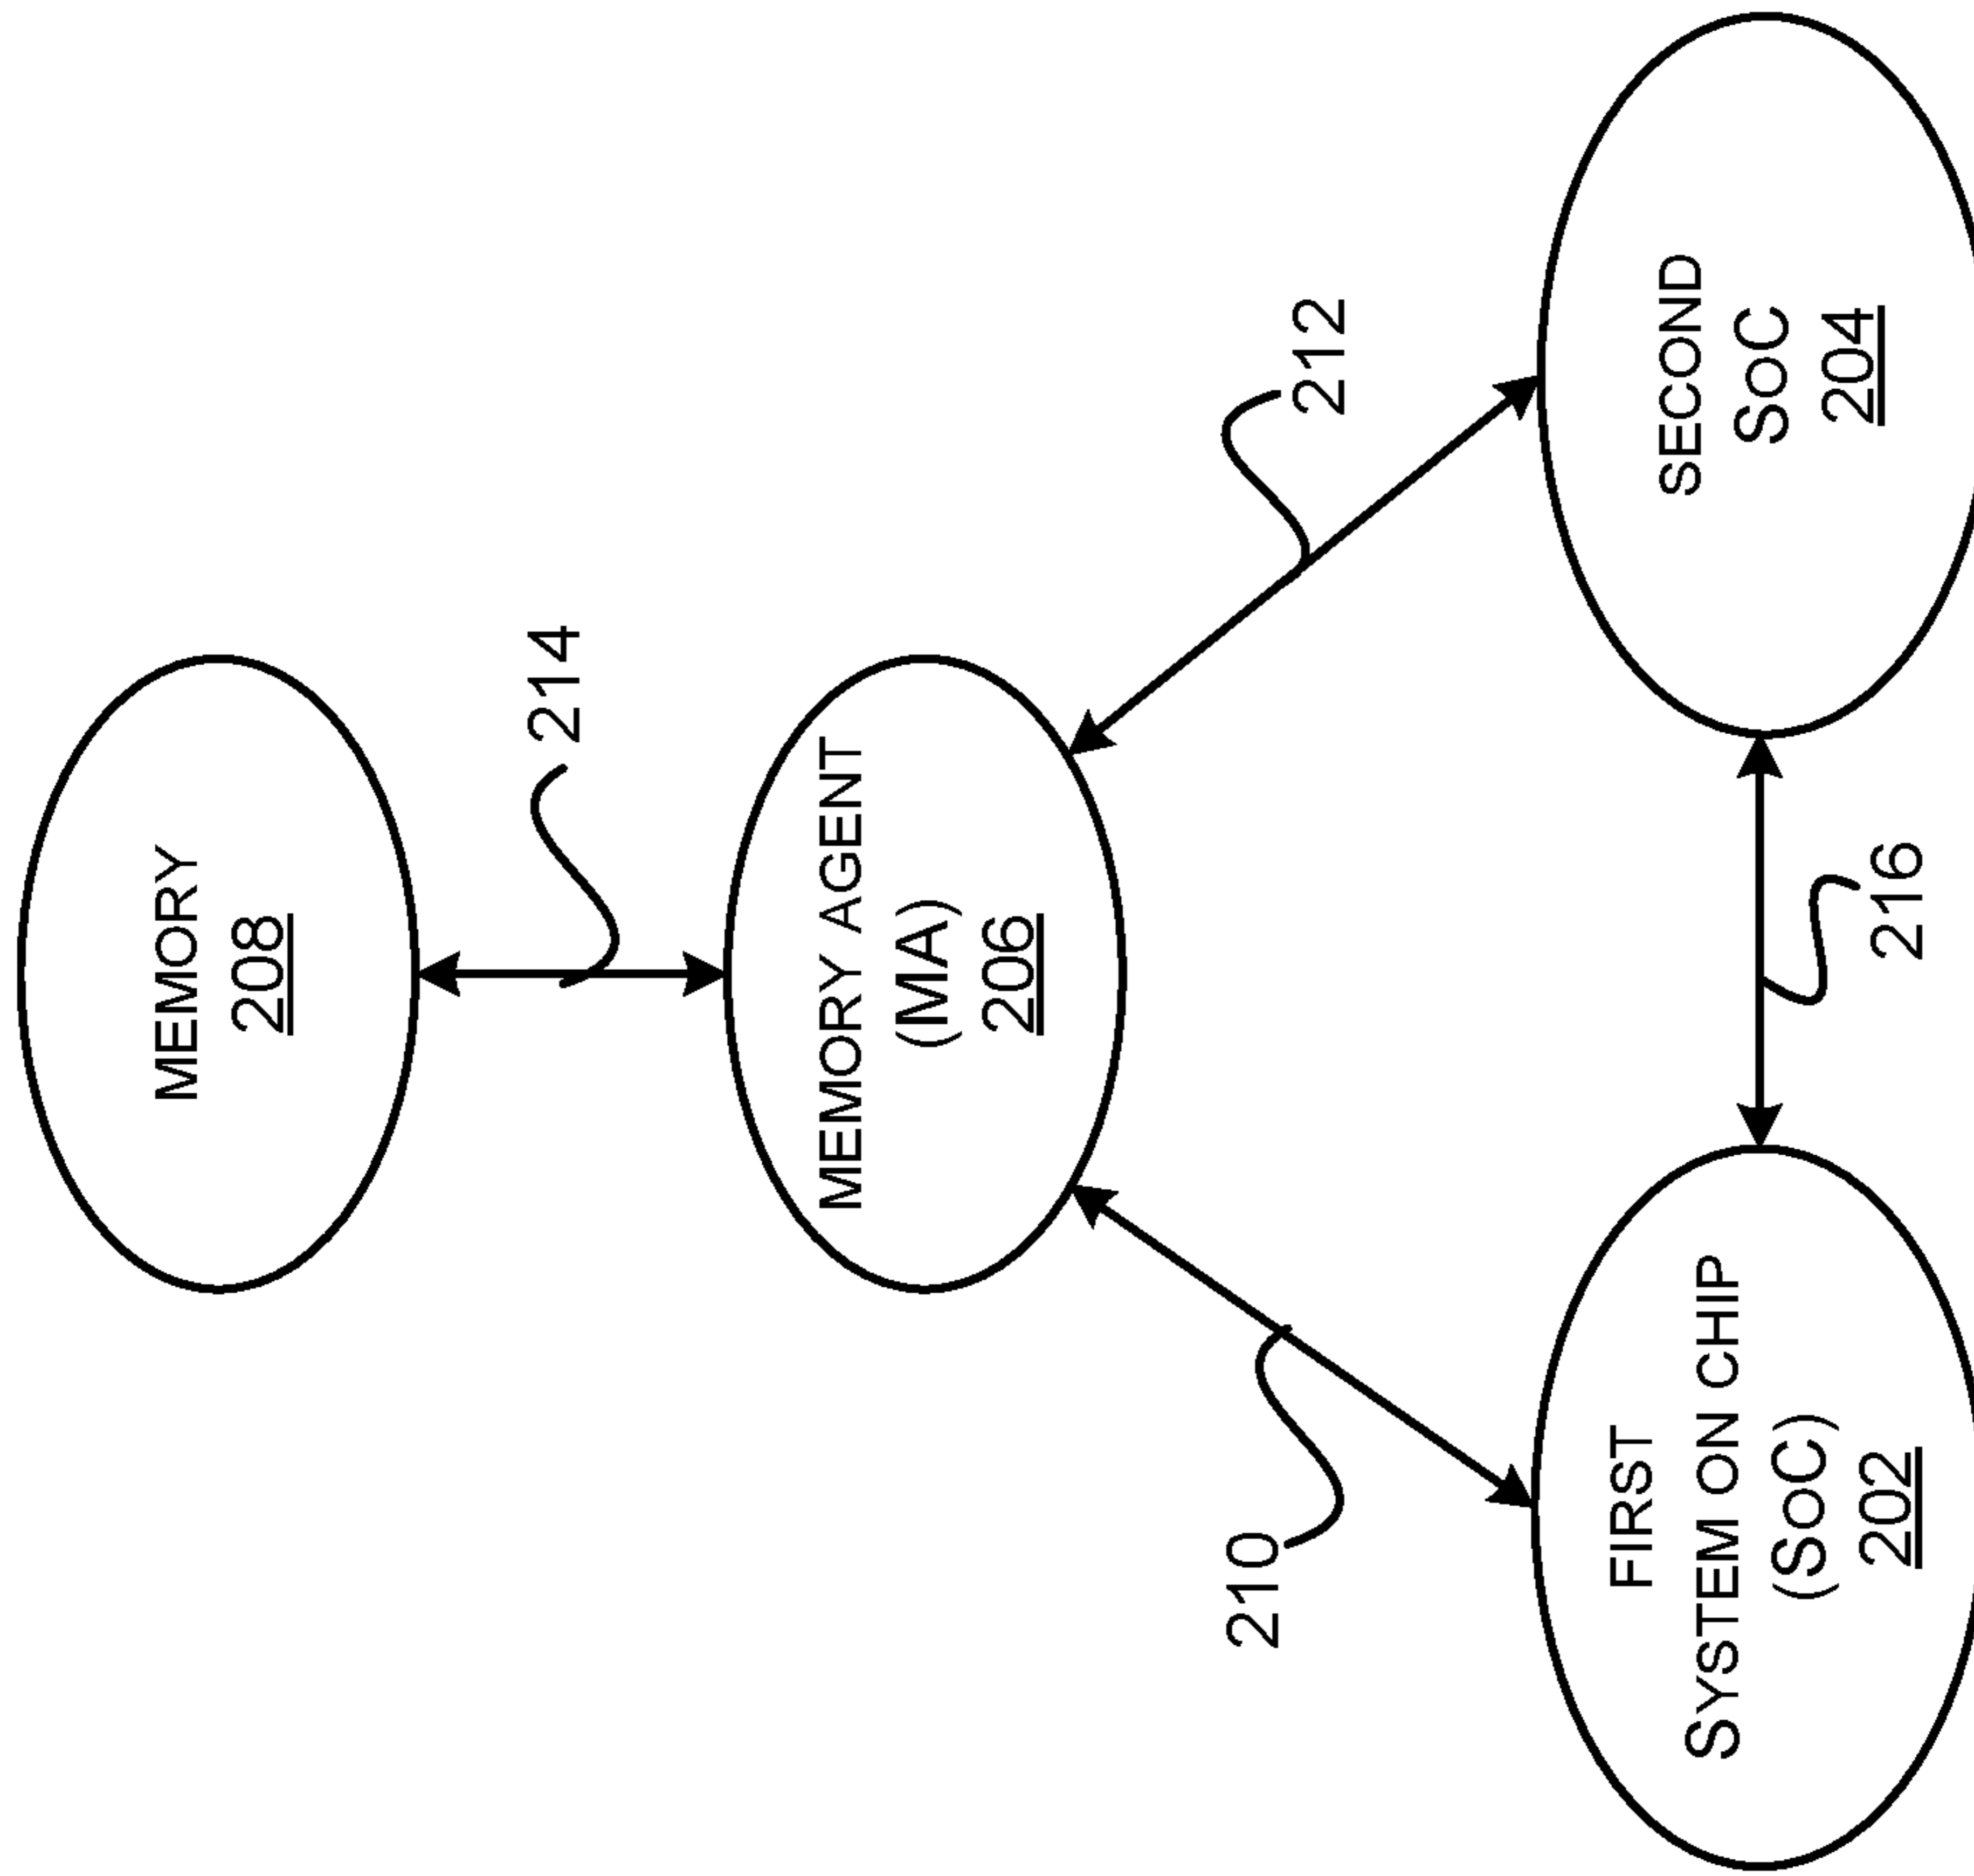 MEMORY
208
214
MEMORY AGENT
(MA)
206
210
212
FIRST
SYSTEM ON CHIP
(SoC)
202
216
SECOND
SoC
204